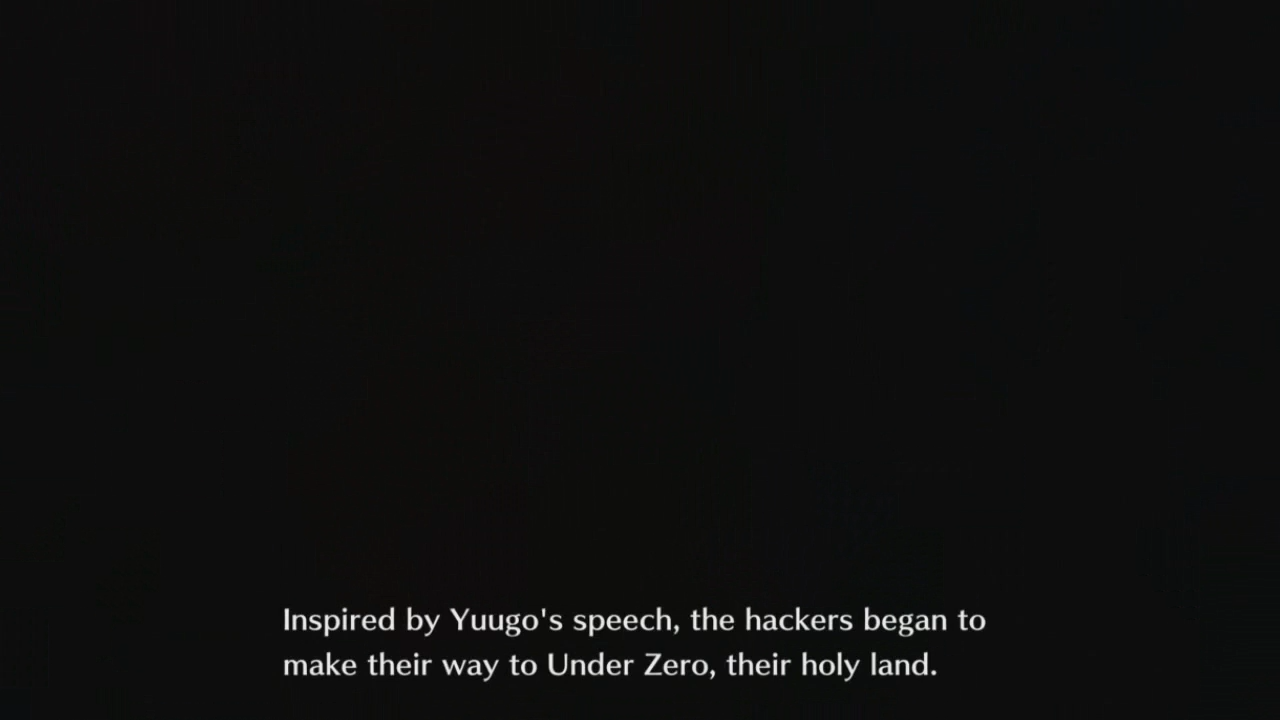 Inspired by Yuugo's speech, the hackers began to
make their way to Under Zero, their holy land.